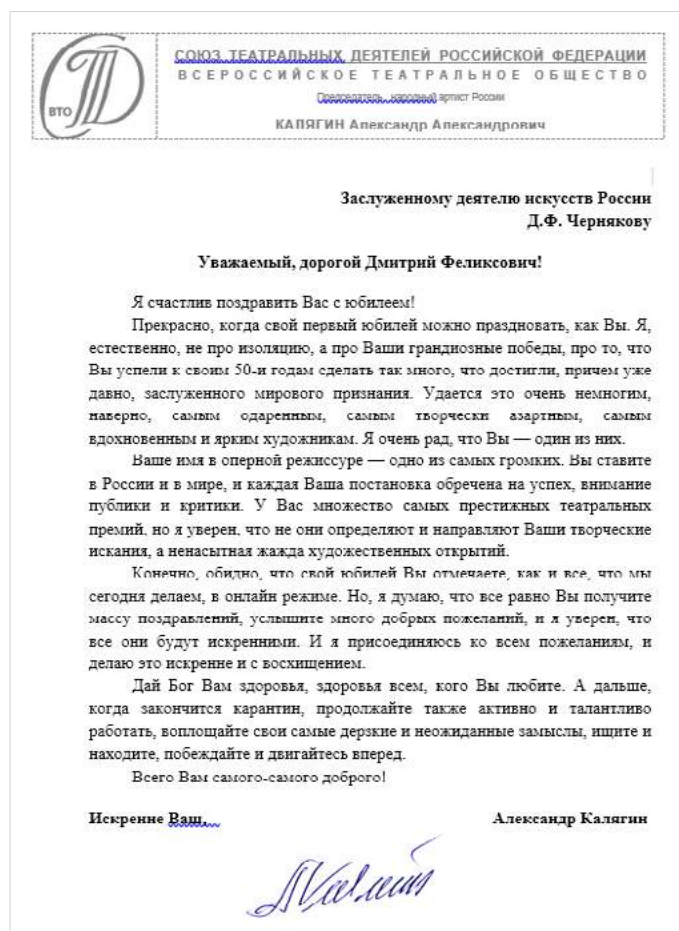 СОЮЗ ТЕАТРАЛЬНЫХ ДЕЯТЕЛЕЙ РОССИЙСКОЙ ФЕДЕРАЦИИ
ВСЕРОССИЙСКОЕ ТЕАТРАЛЬНОЕ ОБЩЕСТВО
Председатель, народный артист России
КАЛЯГИН Александр Александрович
ВТО
Заслуженному деятелю искусств России
Д.Ф. Чернякову
Уважаемый, дорогой Дмитрий Феликсович!
Я счастлив поздравить Вас с юбилеем!
Прекрасно, когда свой первый юбилей можно праздновать, как Вы. Я,
естественно, не про изоляцию, а про Ваши грандиозные победы, про то, что
Вы успели к своим 50-и годам сделать так много, что достигли, причем уже
давно, заслуженного мирового признания. Удается это очень немногим,
наверно, самым одаренным, самым творчески азартным, самым
вдохновенным и ярким художникам. Я очень рад, что Вы — один из них.
Ваше имя в оперной режиссуре — одно из самых громких. Вы ставите
в России и в мире, и каждая Ваша постановка обречена на успех, внимание
публики и критики. У Вас множество самых престижных театральных
премий, но я уверен, что не они определяют и направляют Ваши творческие
искания, а ненасытная жажда художественных открытий.
Конечно, обидно, что свой юбилей Вы отмечаете, как и все, что мы
сегодня делаем, в онлайн режиме. Но, я думаю, что все равно Вы получите
массу поздравлений, услышите много добрых пожеланий, и я уверен, что
все они будут искренними. И я присоединяюсь ко всем пожеланиям, и
делаю это искренне и с восхищением.
Дай Бог Вам здоровья, здоровья всем, кого Вы любите. А дальше,
когда закончится карантин, продолжайте также активно и талантливо
работать, воплощайте свои самые дерзкие и неожиданные замыслы, ищите и
находите, побеждайте и двигайтесь вперед.
Всего Вам самого-самого доброго!
Искренне Ваш, Александр Калягин